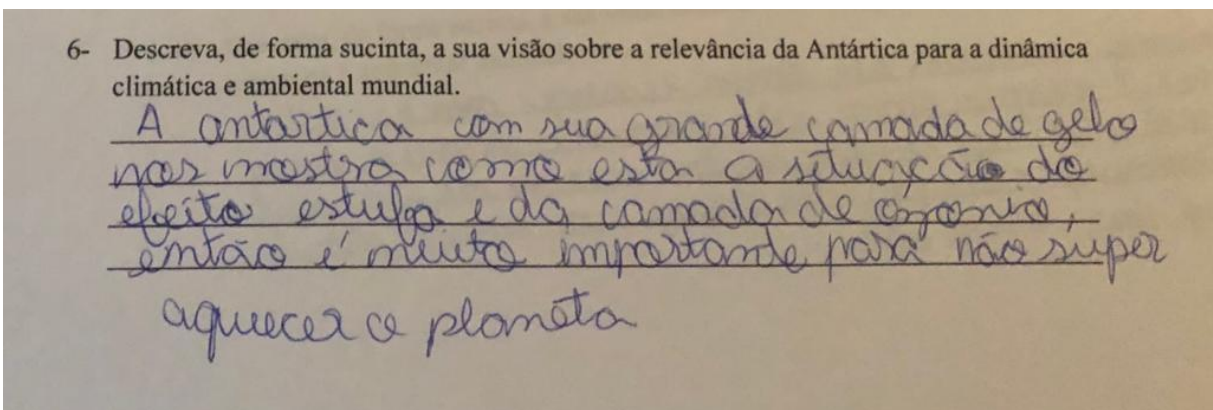 6- Descreva, de forma sucinta, a sua visão sobre a relevância da Antártica para a dinâmica
climática e ambiental mundial.
A antartica com sua grande camada de gelo
nos mostra como esta a situação do
efeito estufa e da camada de ozonio,
então é muito importande para não super
aquecer o planeta